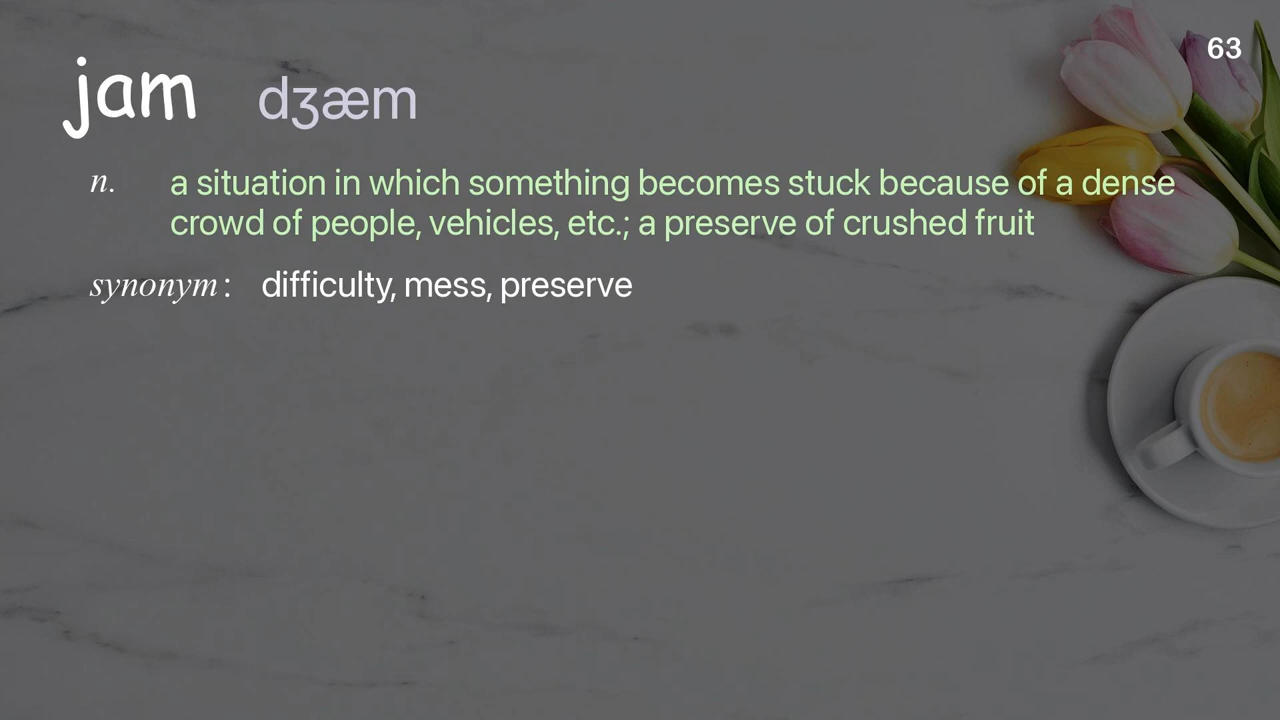 63
jam dʒæm
n. a situation in which something becomes stuck because of a dense
crowd of people, vehicles, etc.; a preserve of crushed fruit
synonym : difficulty, mess, preserve